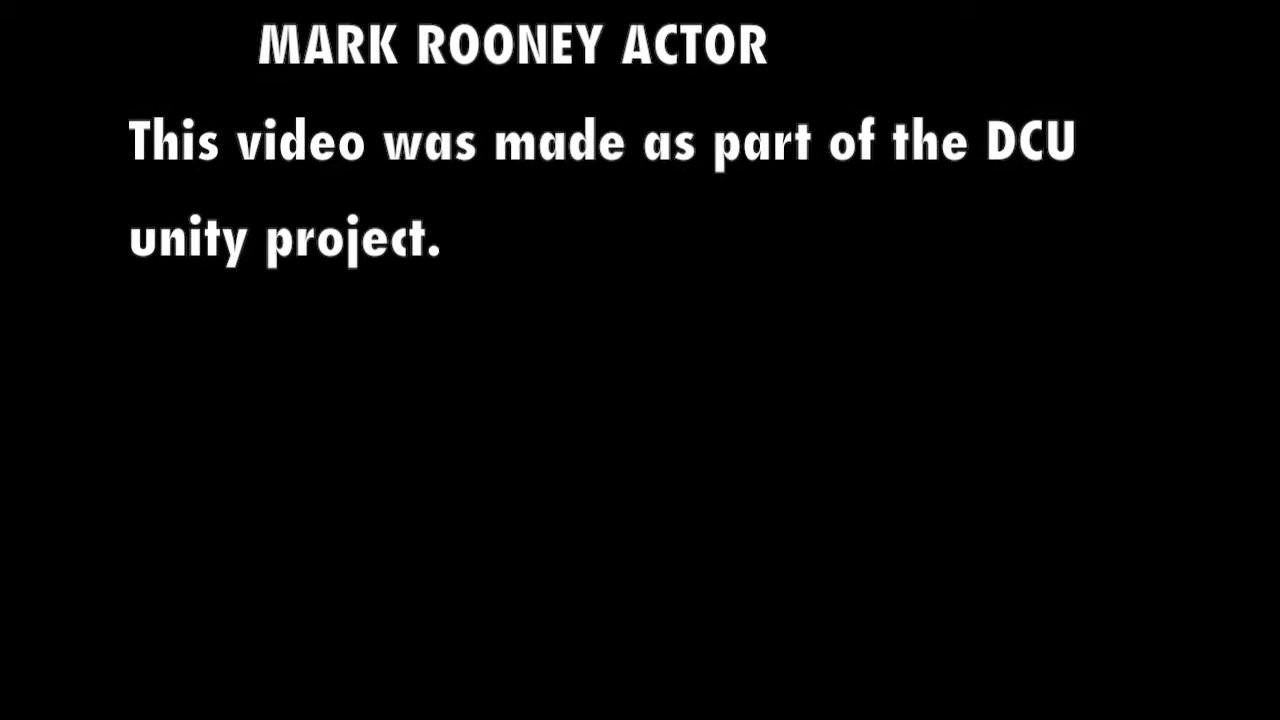 MARK ROONEY ACTOR
This video was made as part of the DCU
unity project.